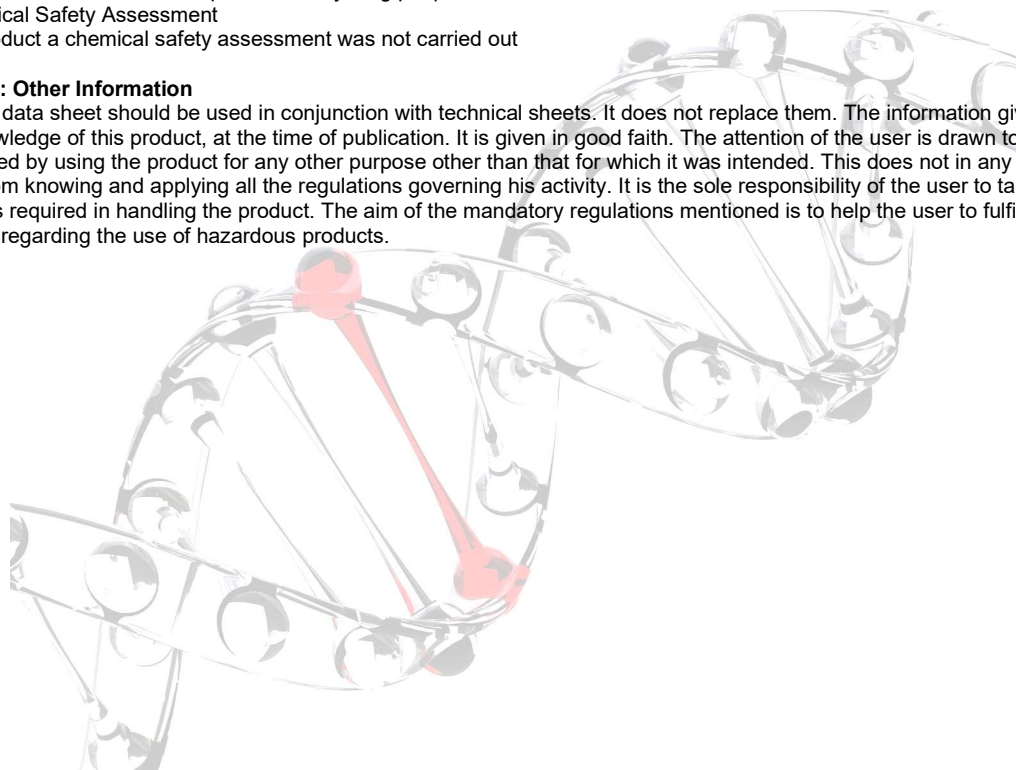 ical Safety Assessment
duct a chemical safety assessment was not carried out
: Other Information
data sheet should be used in conjunction with technical sheets. It does not replace them. The information giv
wledge of this product, at the time of publication. It is given in good faith. The attention of the user is drawn to
ed by using the product for any other purpose other than that for which it was intended. This does not in any
m knowing and applying all the regulations governing his activity. It is the sole responsibility of the user to ta
s required in handling the product. The aim of the mandatory regulations mentioned is to help the user to fulfi
regarding the use of hazardous products.